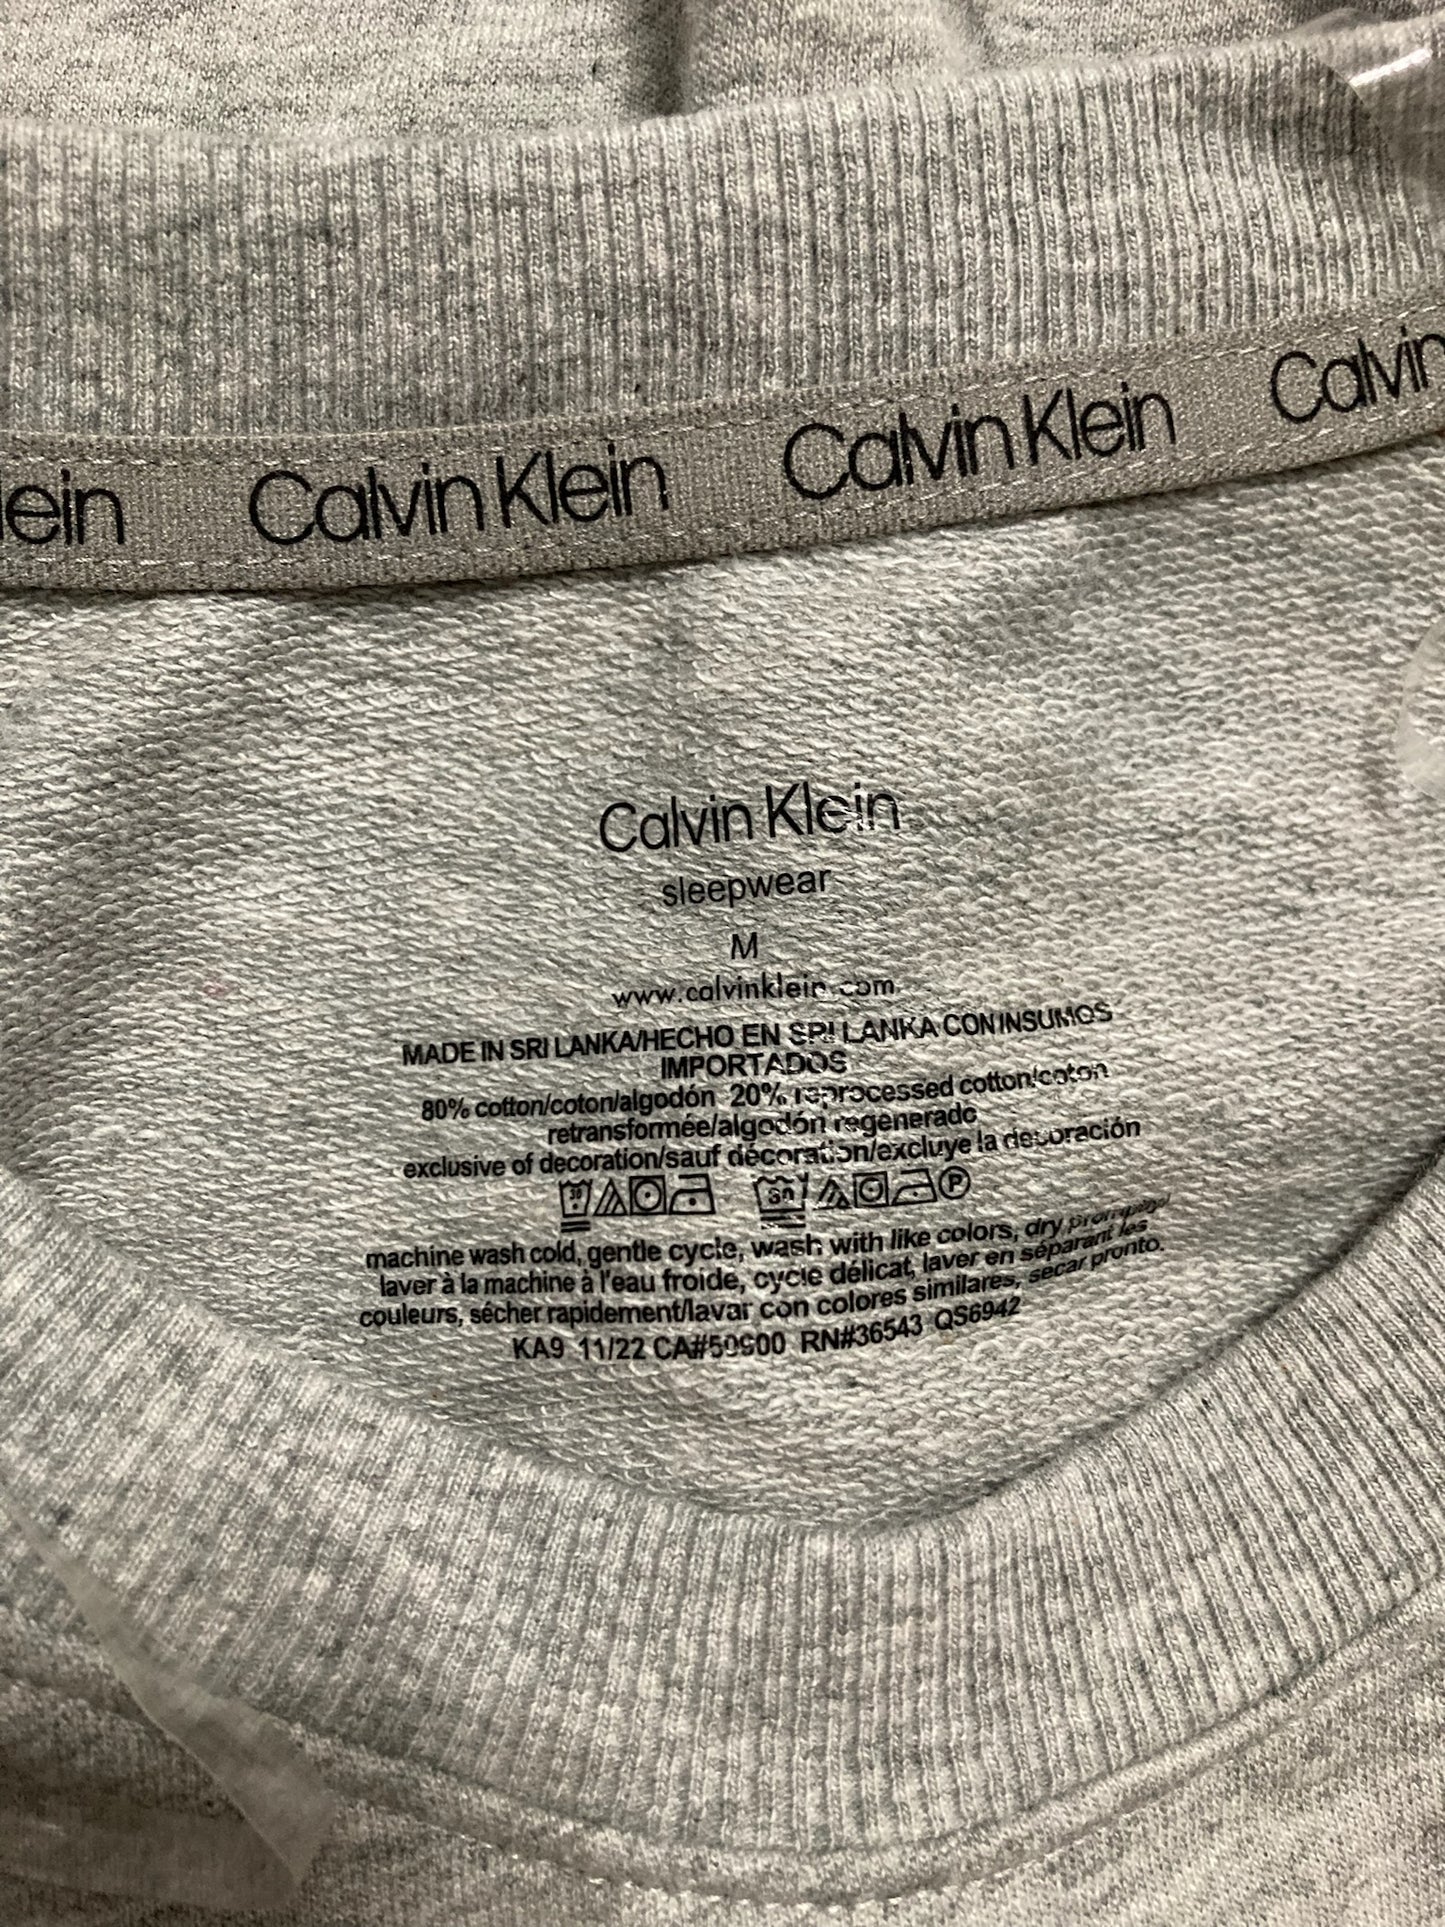 lein Calvin Klein Calvin Klein Calvin
Calvin Klein
sleepwear
M
www.calvinklein.com
MADE IN SRI LANKA/HECHO EN SRI LANKA CON INSUMOS
IMPORTADOS
80% cotton/coton/algodón 20% reprocessed cotton/coton
retransformée/algodón regenerado
exclusive of decoration/sauf décoration/excluye la decoración
30 30 P
machine wash cold, gentle cycle, wash with like colors, dry promptly/
laver à la machine à l'eau froide, cycle délicat, laver en séparant les
couleurs, sécher rapidement/lavar con colores similares, secar pronto.
KA9 11/22 CA#50900 RN#36543 QS6942